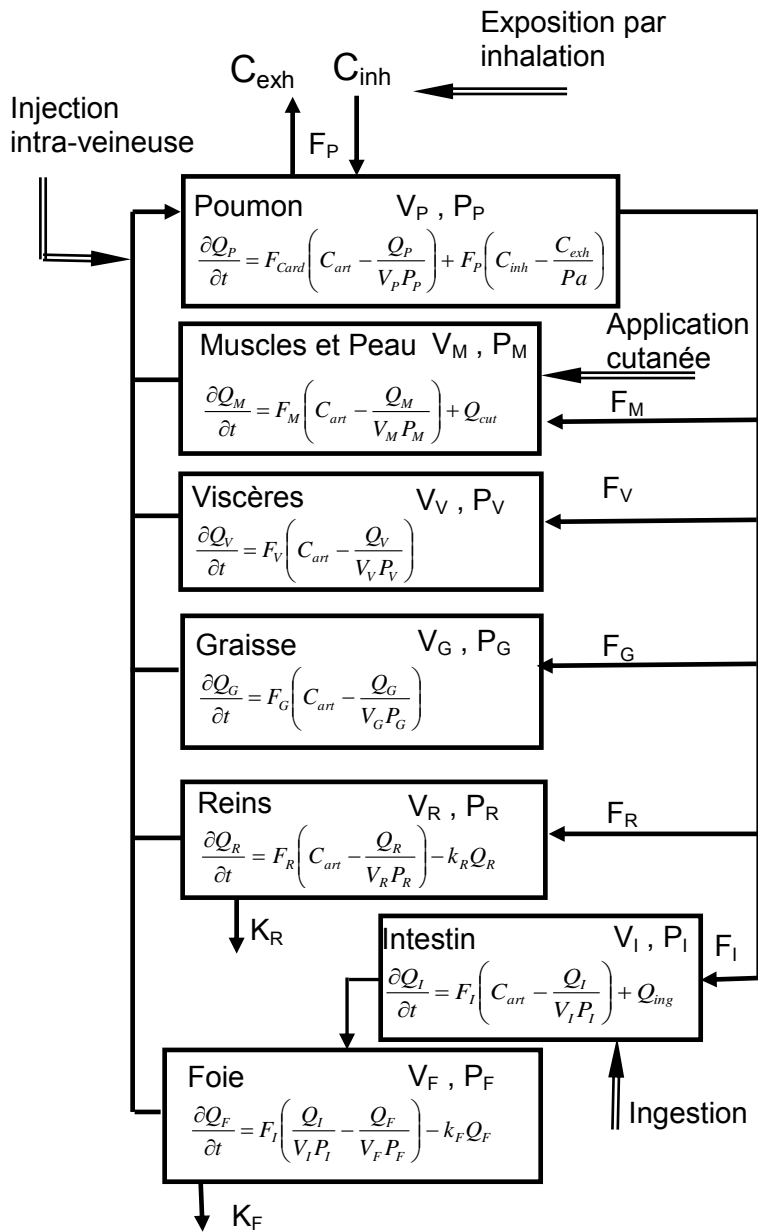 Exposition par
inhalation
C_exh C_inh
Injection
intra-veineuse
F_P
Poumon V_P , P_P
∂Q_P/∂t = F_Card (C_art − Q_P/(V_P P_P)) + F_P (C_inh − C_exh/Pa)
Application
cutanée
Muscles et Peau V_M , P_M
∂Q_M/∂t = F_M (C_art − Q_M/(V_M P_M)) + Q_cut
F_M
Viscères V_V , P_V
F_V
∂Q_V/∂t = F_V (C_art − Q_V/(V_V P_V))
Graisse V_G , P_G
F_G
∂Q_G/∂t = F_G (C_art − Q_G/(V_G P_G))
Reins V_R , P_R
F_R
∂Q_R/∂t = F_R (C_art − Q_R/(V_R P_R)) − k_R Q_R
K_R
Intestin V_I , P_I
F_I
∂Q_I/∂t = F_I (C_art − Q_I/(V_I P_I)) + Q_ing
Foie V_F , P_F
∂Q_F/∂t = F_I (Q_I/(V_I P_I) − Q_F/(V_F P_F)) − k_F Q_F
Ingestion
K_F